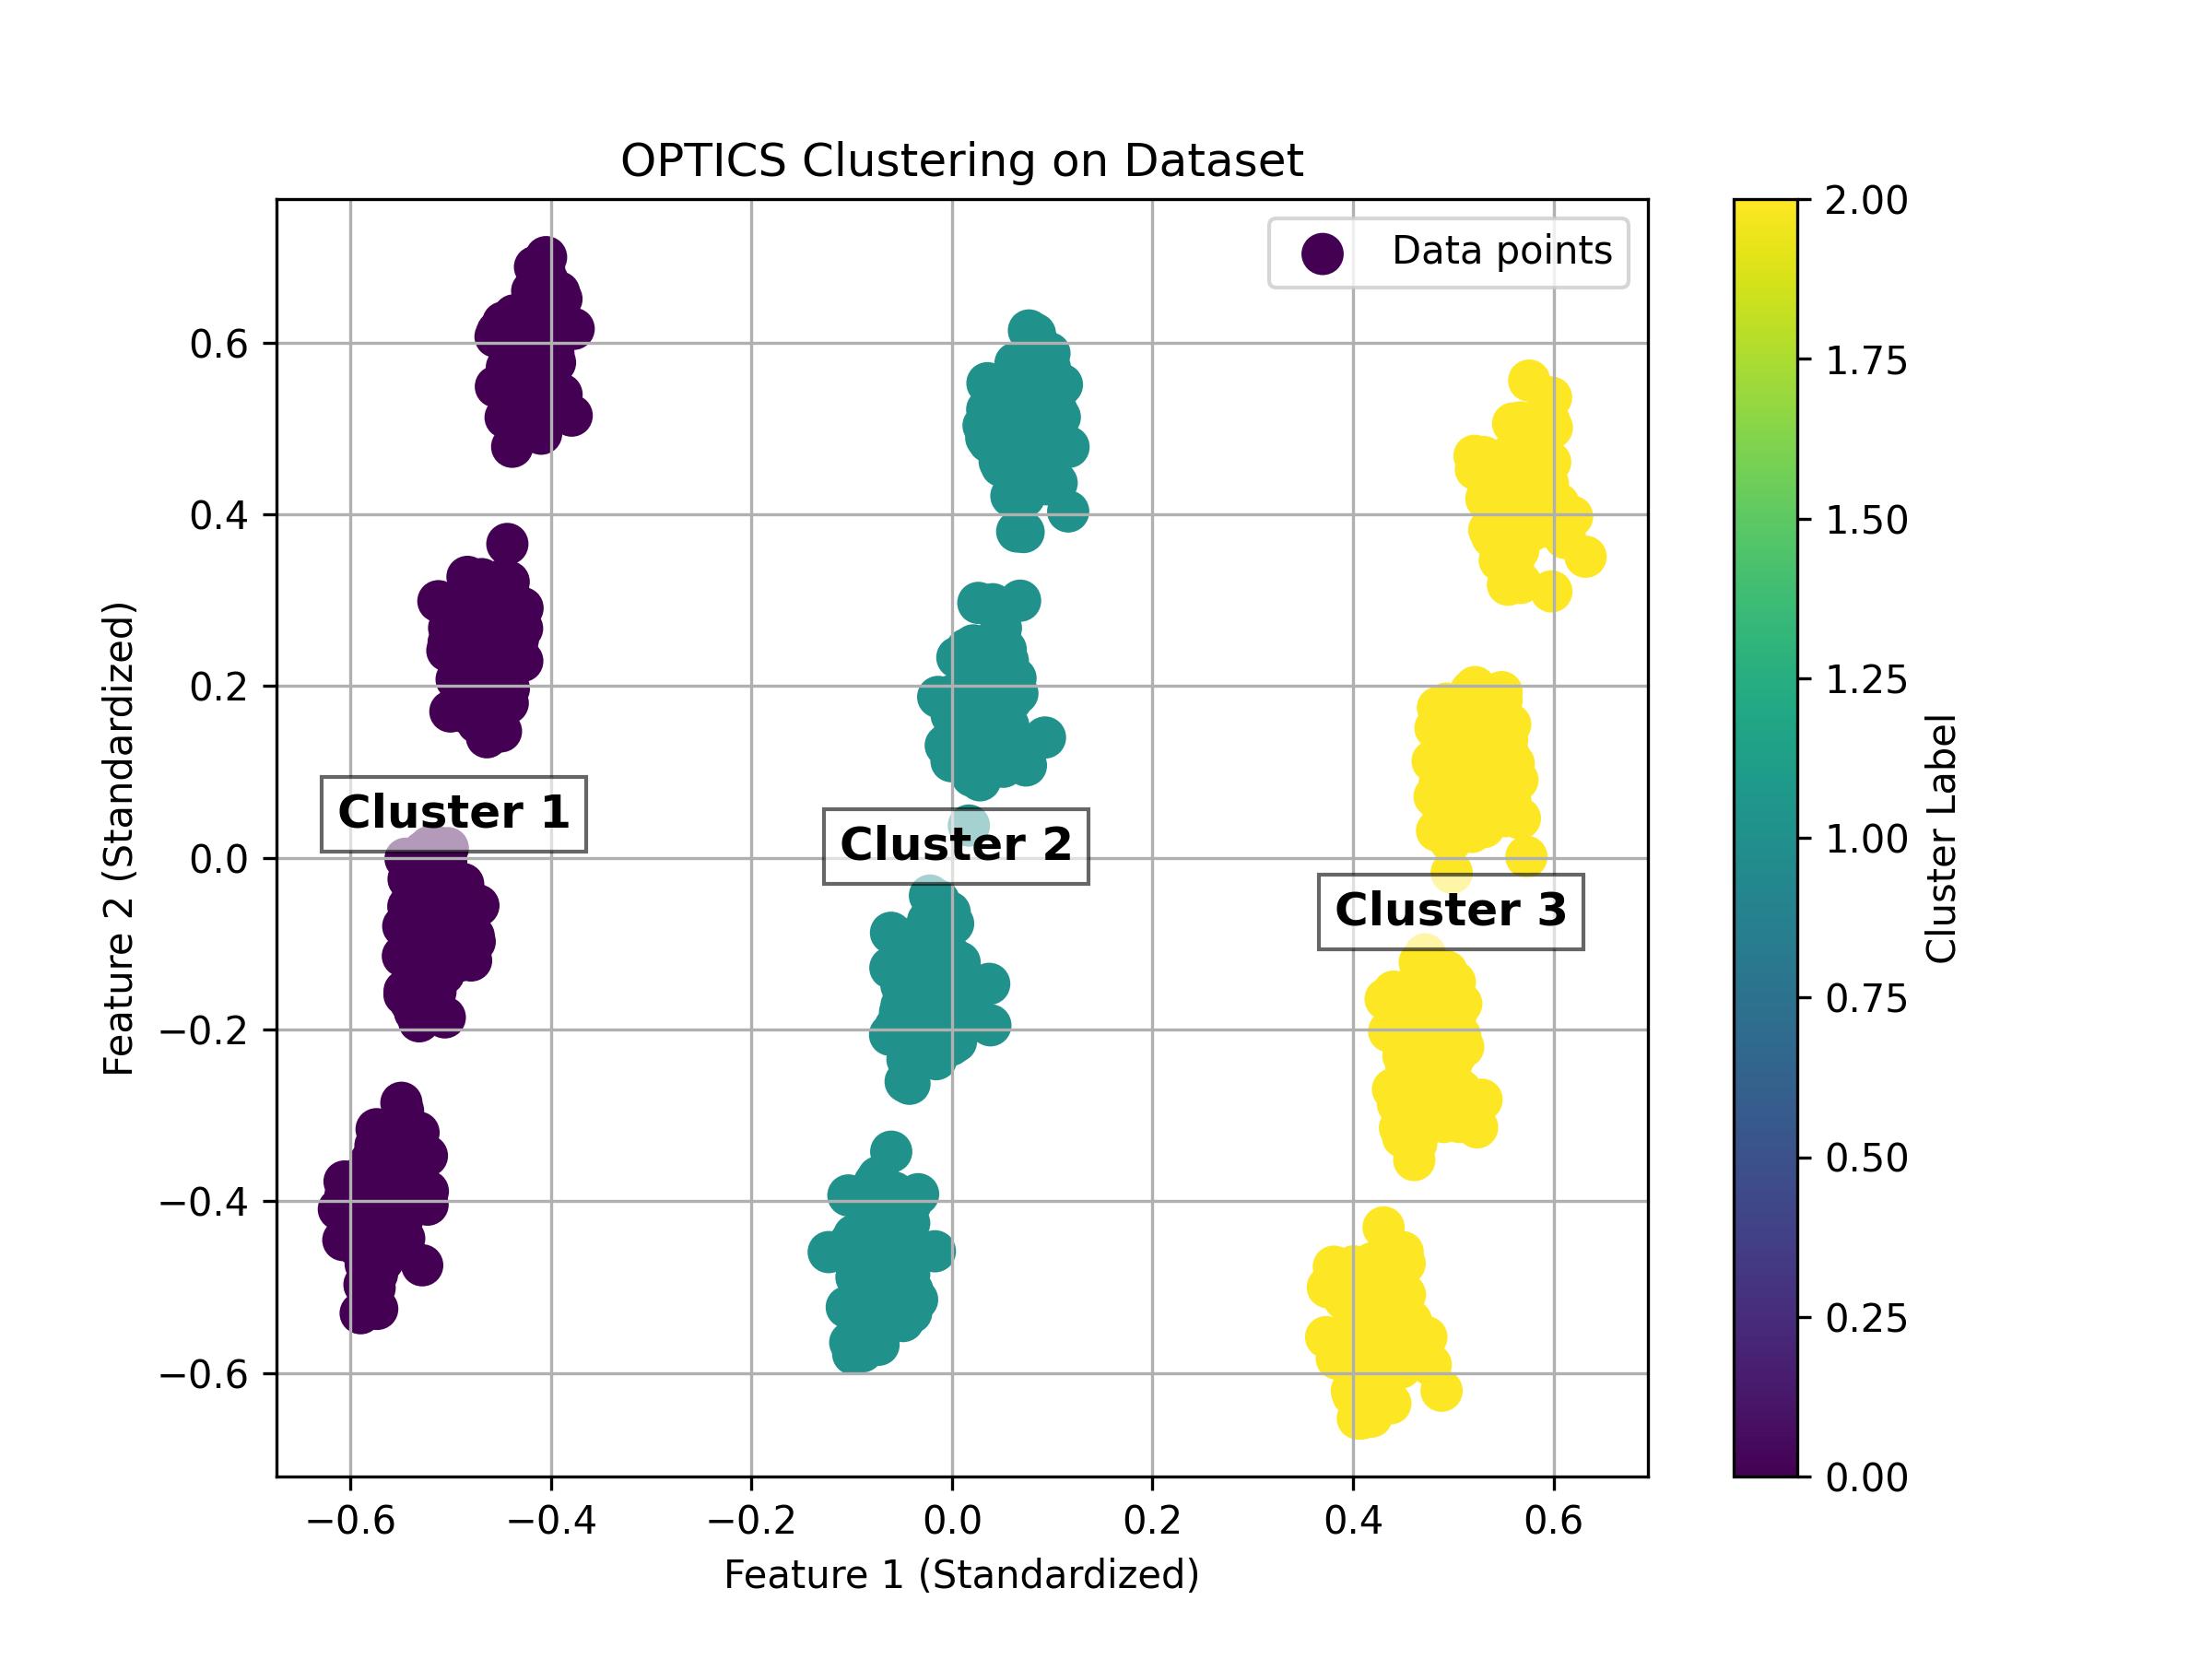 OPTICS Clustering on Dataset
Data points
2.00
1.75
1.50
1.25
1.00
0.75
0.50
0.25
0.00
Cluster Label
0.6
0.4
0.2
0.0
−0.2
−0.4
−0.6
Feature 2 (Standardized)
Cluster 1
Cluster 2
Cluster 3
−0.6 −0.4 −0.2 0.0 0.2 0.4 0.6
Feature 1 (Standardized)